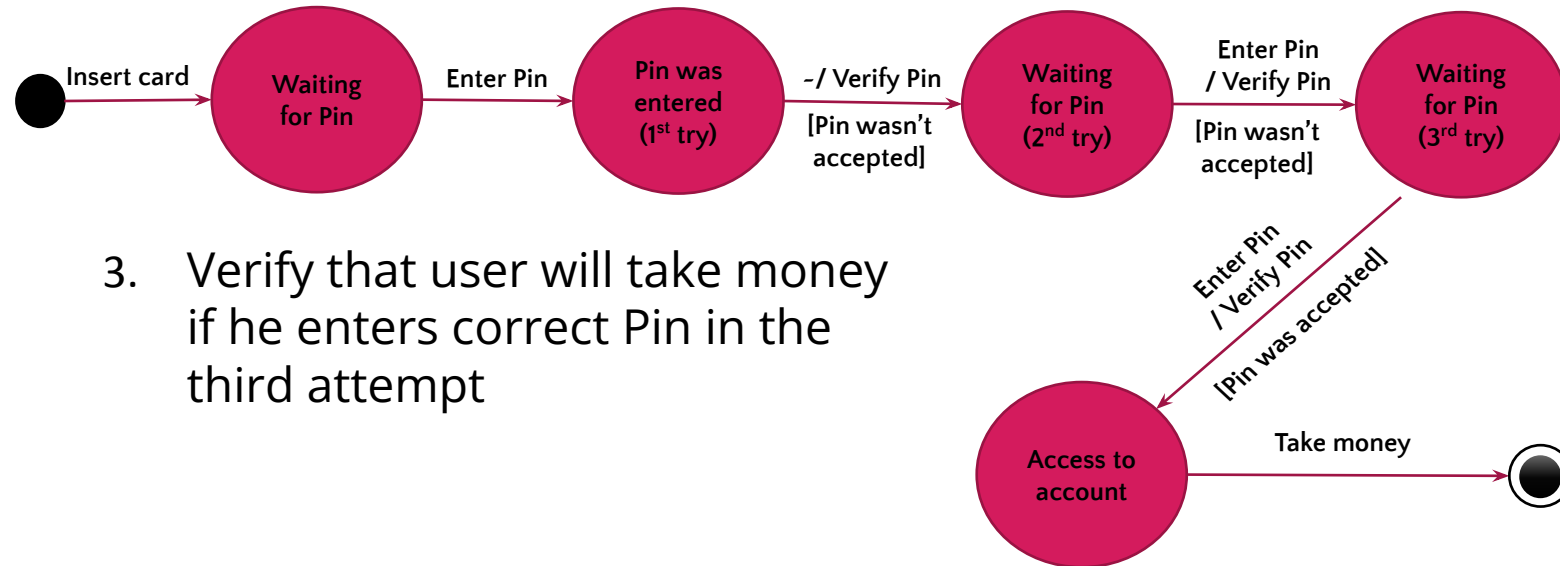 Insert card
Waiting
for Pin
Enter Pin
Pin was
entered
(1st try)
-/ Verify Pin
[Pin wasn't
accepted]
Waiting
for Pin
(2nd try)
Enter Pin
/ Verify Pin
[Pin wasn't
accepted]
Waiting
for Pin
(3rd try)
3. Verify that user will take money
if he enters correct Pin in the
third attempt
Enter Pin
/ Verify Pin
[Pin was accepted]
Access to
account
Take money